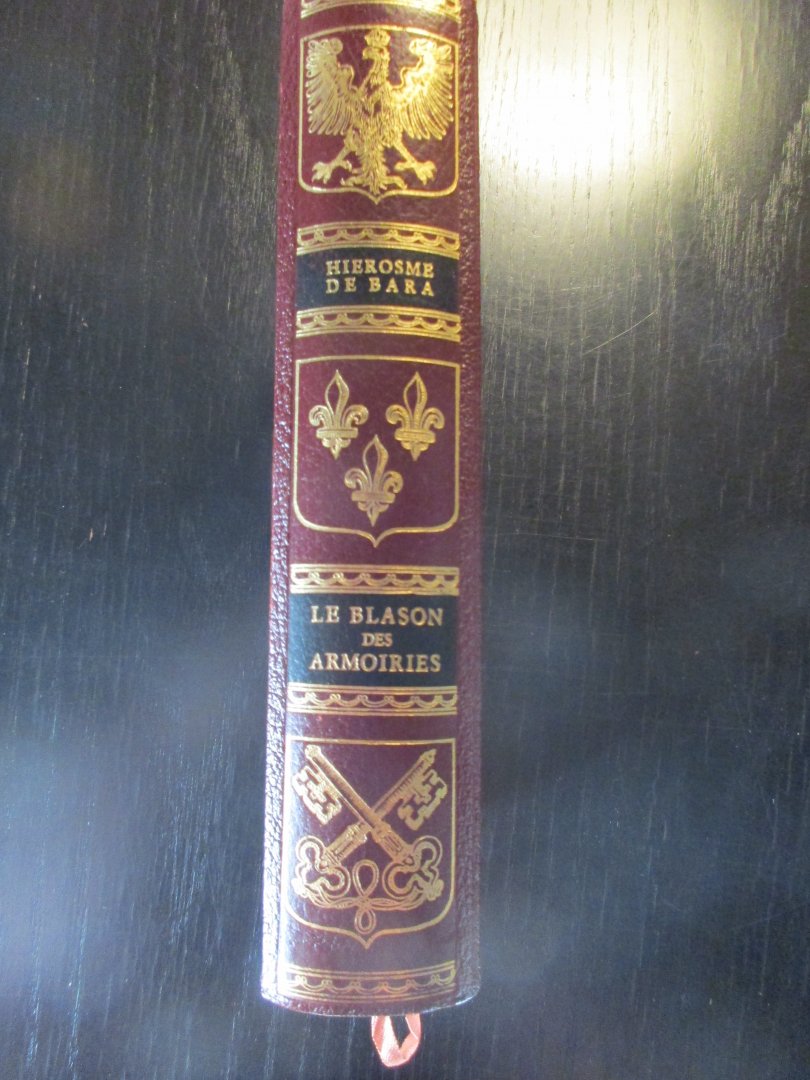 HIEROSME
DE BARA
LE BLASON
DES
ARMOIRIES